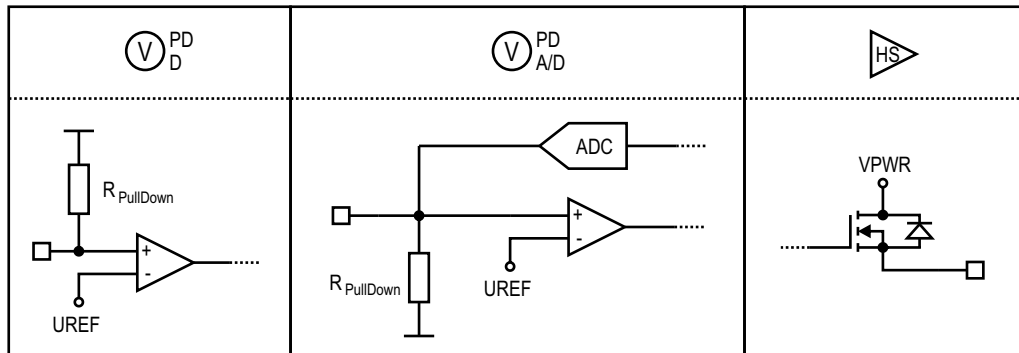 V PD
D
V PD
A/D
HS
R PullDown
+
-
UREF
ADC
+
-
R PullDown
UREF
VPWR